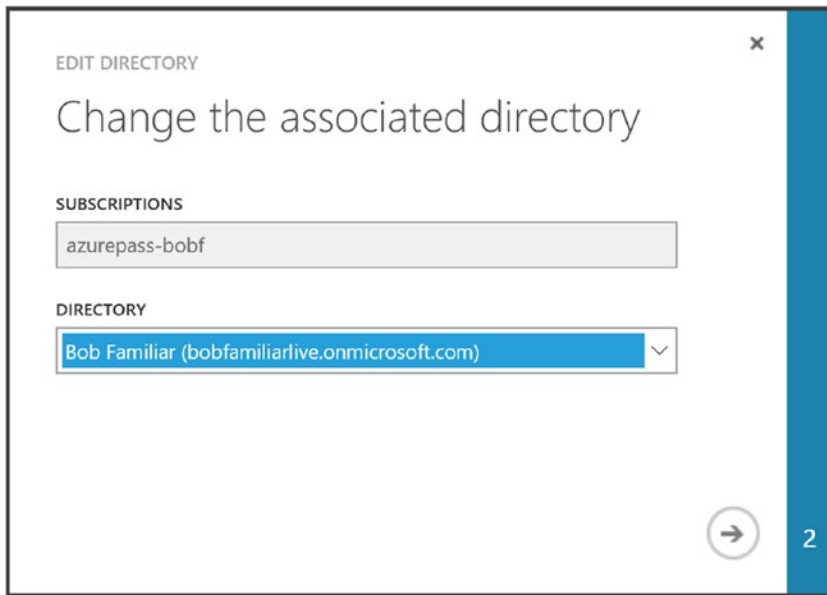 EDIT DIRECTORY
Change the associated directory
SUBSCRIPTIONS
azurepass-bobf
DIRECTORY
Bob Familiar (bobfamiliarlive.onmicrosoft.com)
2